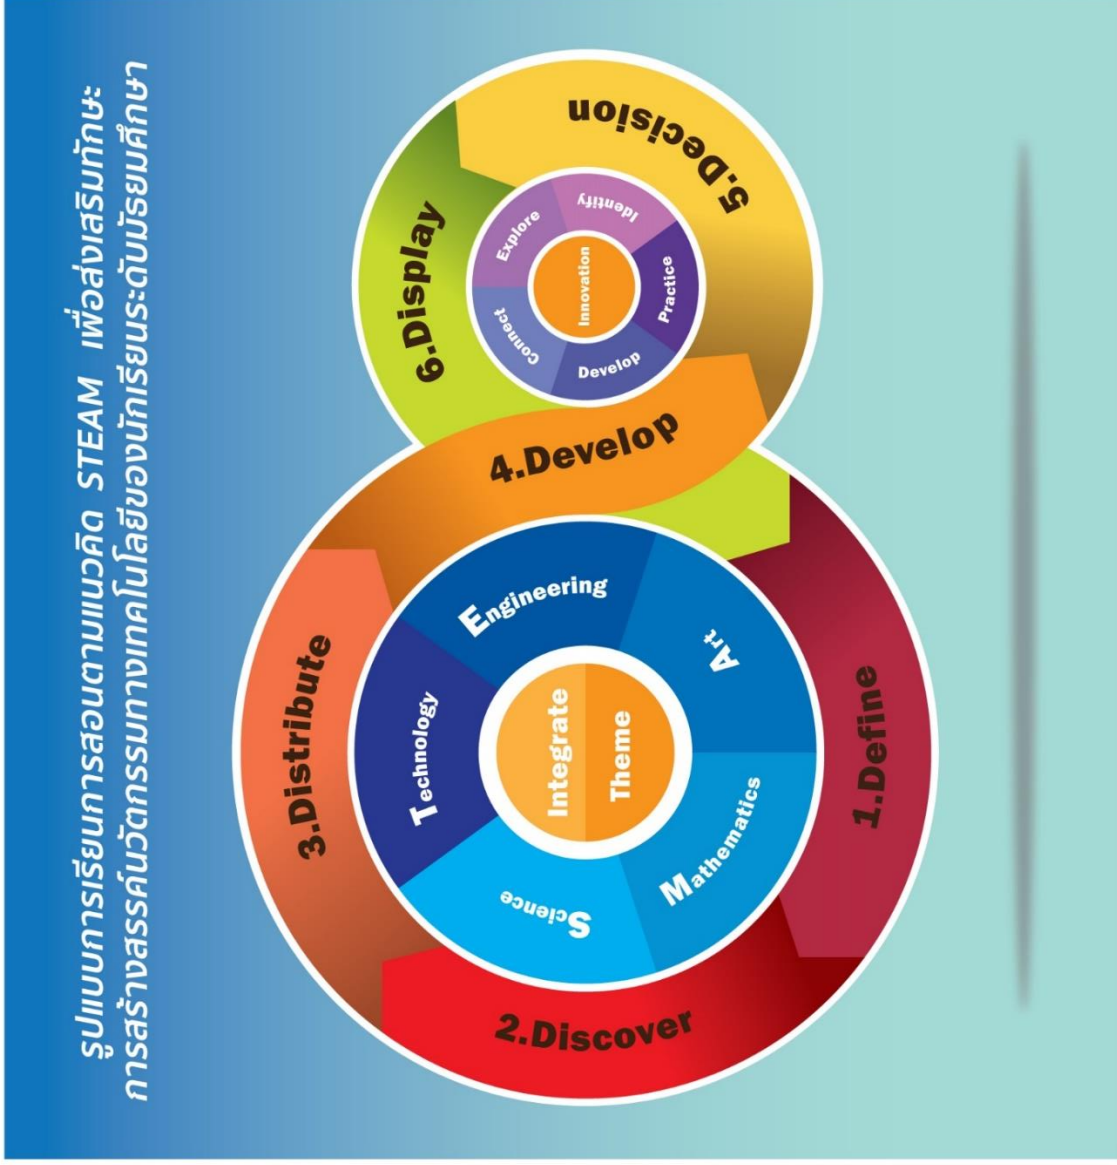 รูปแบบการเรียนการสอนตามแนวคิด STEAM เพื่อส่งเสริมทักษะ
การสร้างสรรค์นวัตกรรมทางเทคโนโลยีของนักเรียนระดับมัธยมศึกษา
1.Define
2.Discover
3.Distribute
4.Develop
5.Decision
6.Display
Integrate
Theme
Science
Technology
Engineering
Art
Mathematics
Innovation
Connect
Explore
Identify
Practice
Develop